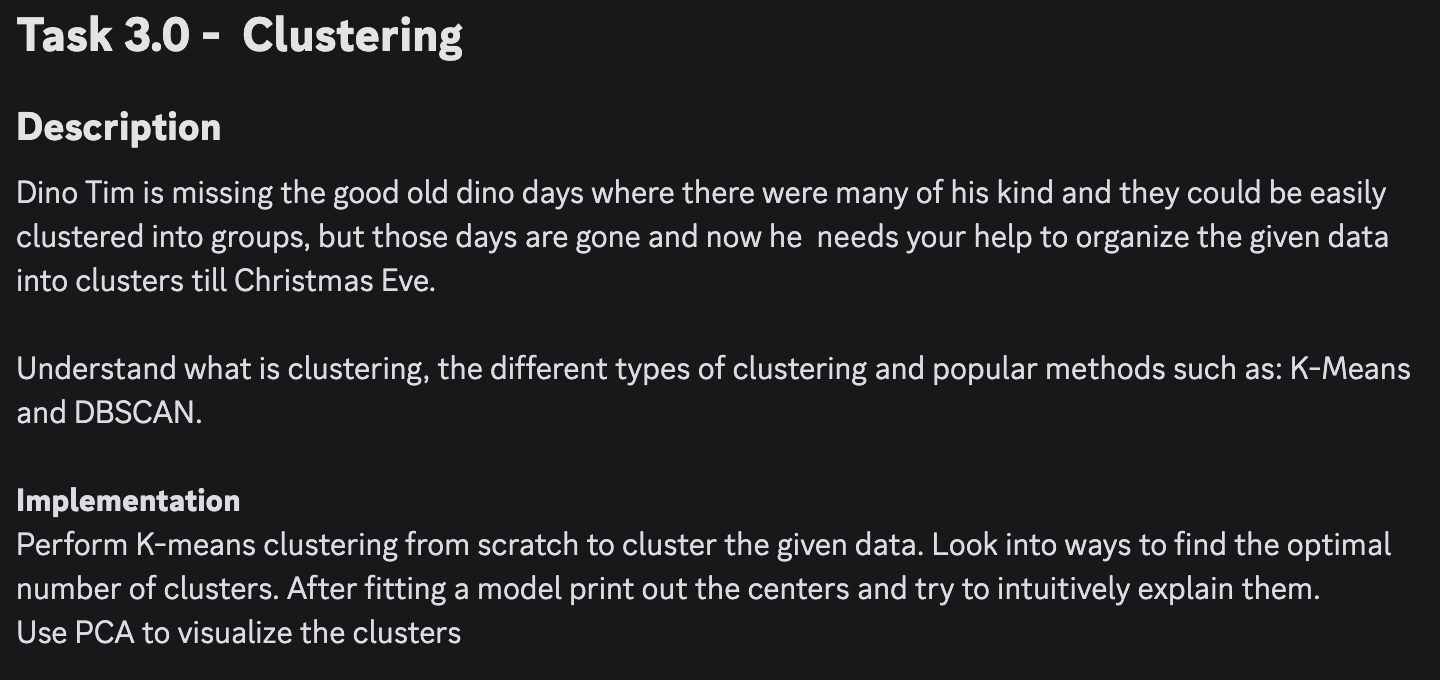 Task 3.0 -  Clustering
Description
Dino Tim is missing the good old dino days where there were many of his kind and they could be easily
clustered into groups, but those days are gone and now he  needs your help to organize the given data
into clusters till Christmas Eve.
Understand what is clustering, the different types of clustering and popular methods such as: K-Means
and DBSCAN.
Implementation
Perform K-means clustering from scratch to cluster the given data. Look into ways to find the optimal
number of clusters. After fitting a model print out the centers and try to intuitively explain them.
Use PCA to visualize the clusters